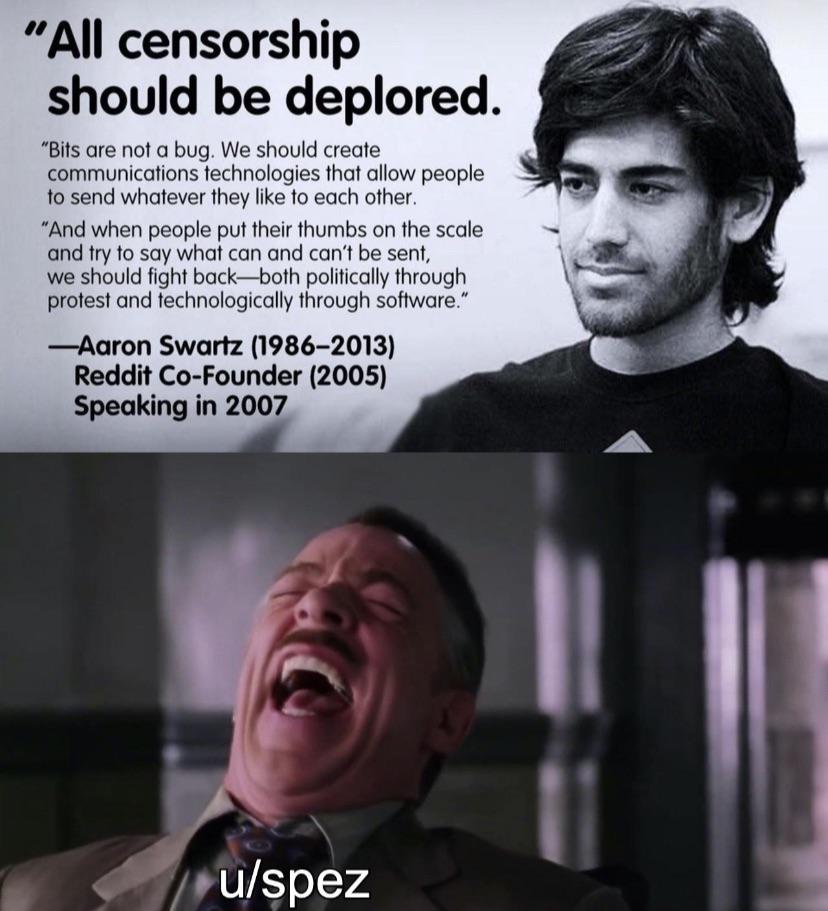 “All censorship
should be deplored.
“Bits are not a bug. We should create
communications technologies that allow people
to send whatever they like to each other.
“And when people put their thumbs on the scale
and try to say what can and can’t be sent,
we should fight back—both politically through
protest and technologically through software.”
—Aaron Swartz (1986–2013)
Reddit Co-Founder (2005)
Speaking in 2007
u/spez